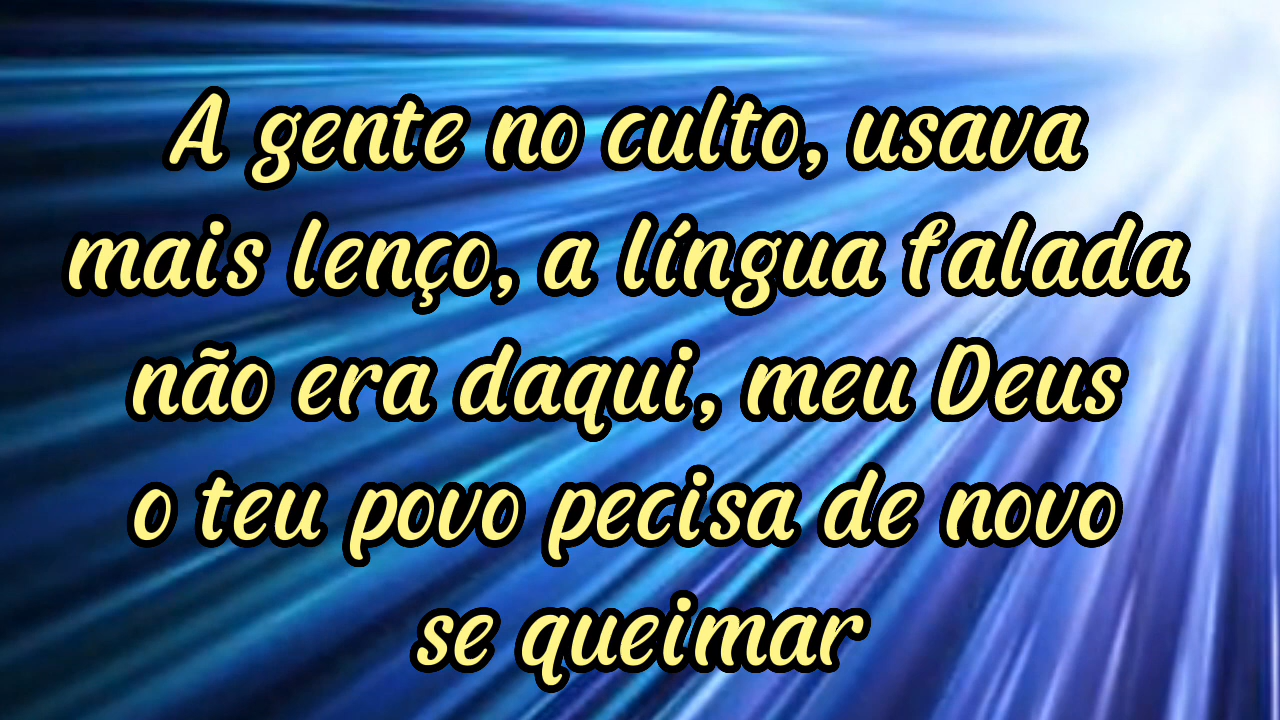 A gente no culto, usava
mais lenço, a língua falada
não era daqui, meu Deus
o teu povo pecisa de novo
se queimar